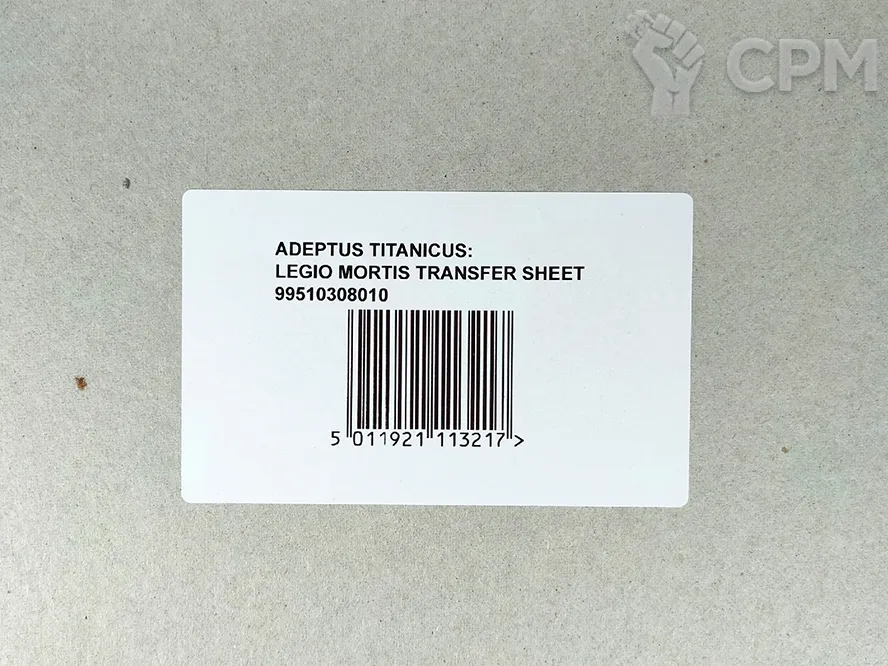 CPM
ADEPTUS TITANICUS:
LEGIO MORTIS TRANSFER SHEET
99510308010
5 011921 113217 >